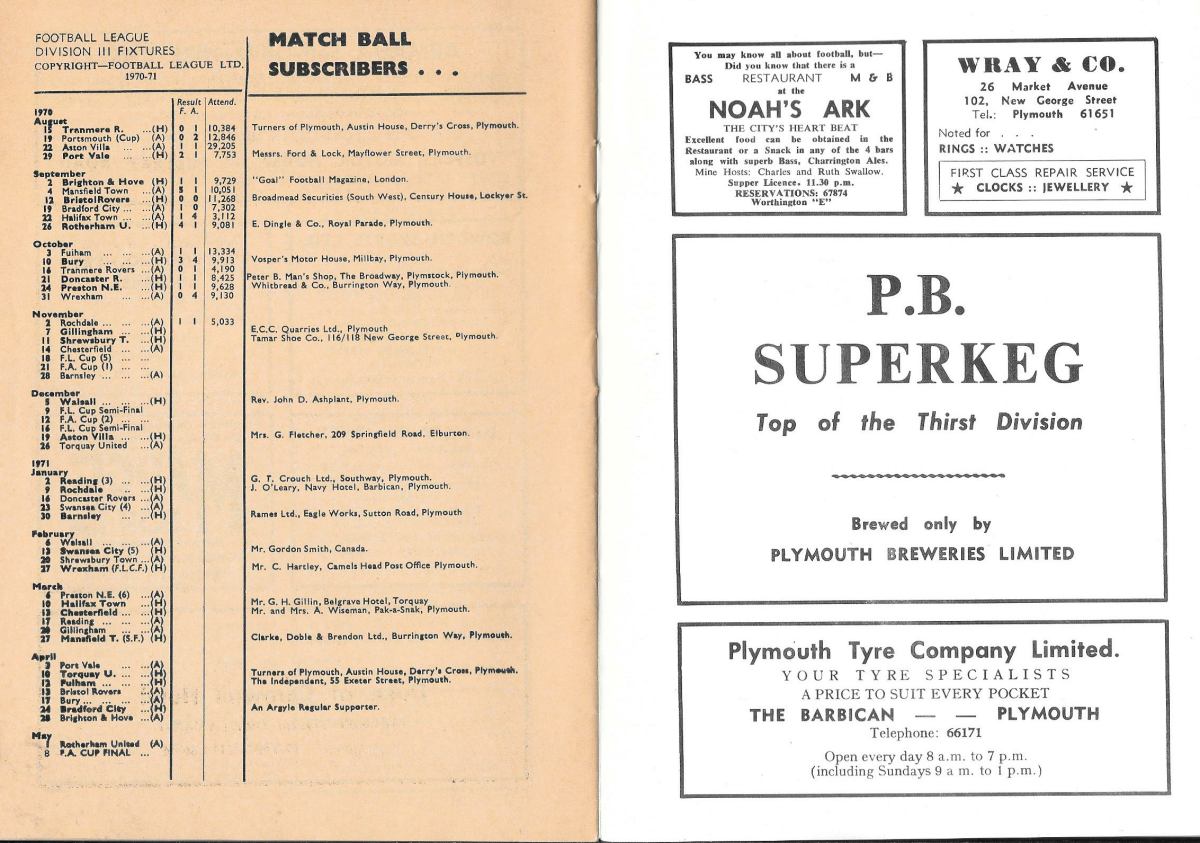 FOOTBALL LEAGUE
DIVISION III FIXTURES
COPYRIGHT—FOOTBALL LEAGUE LTD.
1970-71
MATCH BALL
SUBSCRIBERS . . .
Result Attend.
F. A.
1970
August
15 Tranmere R. ...(H) 0 1 10,384 Turners of Plymouth, Austin House, Derry's Cross, Plymouth.
19 Portsmouth (Cup) (A) 0 2 12,846
22 Aston Villa ...(A) 1 1 29,205
29 Port Vale ...(H) 2 1 7,753 Messrs. Ford & Lock, Mayflower Street, Plymouth.
September
2 Brighton & Hove (H) 1 1 9,729 "Goal" Football Magazine, London.
4 Mansfield Town (A) 5 1 10,051
12 BristolRovers (H) 0 0 11,268 Broadmead Securities (South West), Century House, Lockyer St.
19 Bradford City ...(A) 1 0 7,302
22 Halifax Town ...(A) 1 4 3,112
26 Rotherham U. ...(H) 4 1 9,081 E. Dingle & Co., Royal Parade, Plymouth.
October
3 Fulham ... ...(A) 1 1 13,334
10 Bury ... ...(H) 3 4 9,913 Vosper's Motor House, Millbay, Plymouth.
16 Tranmere Rovers (A) 0 1 4,190
21 Doncaster R. ...(H) 1 1 8,425 Peter B. Man's Shop, The Broadway, Plymstock, Plymouth.
24 Preston N.E. ...(H) 1 1 9,628 Whitbread & Co., Burrington Way, Plymouth.
31 Wrexham ...(A) 0 4 9,130
November
2 Rochdale ... ...(A) 1 1 5,033
7 Gillingham ... ...(H) E.C.C. Quarries Ltd., Plymouth
11 Shrewsbury T. ...(H) Tamar Shoe Co., 116/118 New George Street, Plymouth.
14 Chesterfield ...(A)
18 F.L. Cup (5) ... ...
21 F.A. Cup (1) ... ...
28 Barnsley ... ...(A)
December
5 Walsall ... ...(H) Rev. John D. Ashplant, Plymouth.
9 F.L. Cup Semi-Final
12 F.A. Cup (2) ... ...
16 F.L. Cup Semi-Final
19 Aston Villa ...(H) Mrs. G. Fletcher, 209 Springfield Road, Elburton.
26 Torquay United ...(A)
1971
January
2 Reading (3) ...(H) G. T. Crouch Ltd., Southway, Plymouth.
9 Rochdale ...(H) J. O'Leary, Navy Hotel, Barbican, Plymouth.
16 Doncaster Rovers ...(A)
23 Swansea City (4) ...(A)
30 Barnsley ... ...(H) Rames Ltd., Eagle Works, Sutton Road, Plymouth
February
6 Walsall ... ...(A)
13 Swansea City (5) (H) Mr. Gordon Smith, Canada.
20 Shrewsbury Town ...(A)
27 Wrexham (F.L.C.F.) (H) Mr. C. Hartley, Camels Head Post Office Plymouth.
March
6 Preston N.E. (6) ...(A)
10 Halifax Town ...(H) Mr. G. H. Gillin, Belgrave Hotel, Torquay
13 Chesterfield ...(H) Mr. and Mrs. A. Wiseman, Pak-a-Snak, Plymouth.
17 Reading ... ...(A)
20 Gillingham ...(A)
27 Mansfield T. (S.F.) (H) Clarke, Doble & Brendon Ltd., Burrington Way, Plymouth.
April
3 Port Vale ...(A)
10 Torquay U. ...(H) Turners of Plymouth, Austin House, Derry's Cross, Plymouth.
12 Fulham ... ...(H) The Independent, 55 Exeter Street, Plymouth.
13 Bristol Rovers ...(A)
17 Bury ... ...(A)
24 Bradford City ...(H) An Argyle Regular Supporter.
28 Brighton & Hove ...(A)
May
1 Rotherham United (A)
8 F.A. CUP FINAL ...
You may know all about football, but—
Did you know that there is a
BASS RESTAURANT M & B
at the
NOAH'S ARK
THE CITY'S HEART BEAT
Excellent food can be obtained in the
Restaurant or a Snack in any of the 4 bars
along with superb Bass, Charrington Ales.
Mine Hosts: Charles and Ruth Swallow.
Supper Licence, 11.30 p.m.
RESERVATIONS: 67874
Worthington "E"
WRAY & CO.
26 Market Avenue
102, New George Street
Tel.: Plymouth 61651
Noted for . . .
RINGS :: WATCHES
FIRST CLASS REPAIR SERVICE
★ CLOCKS :: JEWELLERY ★
P.B.
SUPERKEG
Top of the Thirst Division
Brewed only by
PLYMOUTH BREWERIES LIMITED
Plymouth Tyre Company Limited.
YOUR TYRE SPECIALISTS
A PRICE TO SUIT EVERY POCKET
THE BARBICAN — — PLYMOUTH
Telephone: 66171
Open every day 8 a.m. to 7 p.m.
(including Sundays 9 a m. to 1 p.m.)